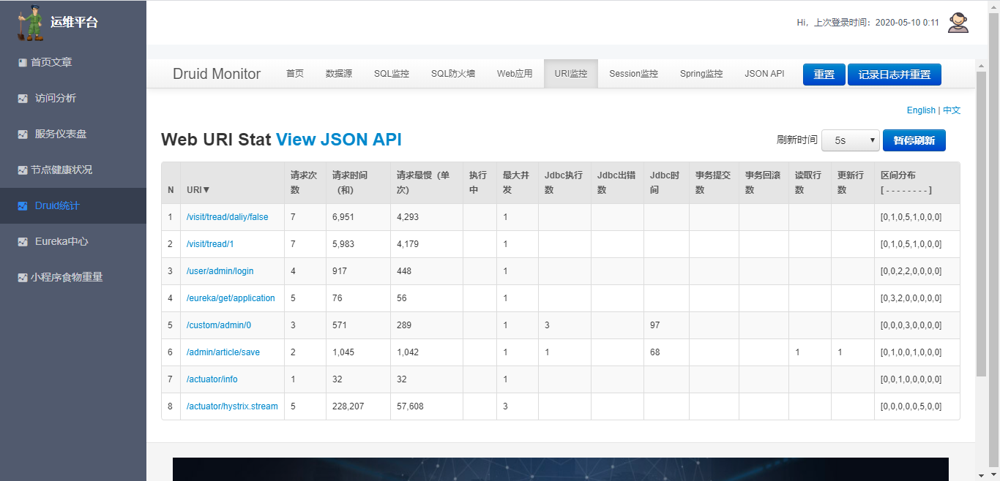 运维平台
首页文章
访问分析
服务仪表盘
节点健康状况
Druid统计
Eureka中心
小程序食物重量
Hi，上次登录时间：2020-05-10 0:11
Druid Monitor 首页 数据源 SQL监控 SQL防火墙 Web应用 URI监控 Session监控 Spring监控 JSON API 重置 记录日志并重置
English | 中文
Web URI Stat View JSON API 刷新时间 5s 暂停刷新
N URI▼ 请求次数 请求时间（和） 请求最慢（单次） 执行中 最大并发 Jdbc执行数 Jdbc出错数 Jdbc时间 事务提交数 事务回滚数 读取行数 更新行数 区间分布 [ - - - - - - - - ]
1 /visit/tread/daliy/false 7 6,951 4,293 1 [0,1,0,5,1,0,0,0]
2 /visit/tread/1 7 5,983 4,179 1 [0,1,0,5,1,0,0,0]
3 /user/admin/login 4 917 448 1 [0,0,2,2,0,0,0,0]
4 /eureka/get/application 5 76 56 1 [0,3,2,0,0,0,0,0]
5 /custom/admin/0 3 571 289 1 3 97 [0,0,0,3,0,0,0,0]
6 /admin/article/save 2 1,045 1,042 1 1 68 1 1 [0,1,0,0,1,0,0,0]
7 /actuator/info 1 32 32 1 [0,0,1,0,0,0,0,0]
8 /actuator/hystrix.stream 5 228,207 57,608 3 [0,0,0,0,0,5,0,0]